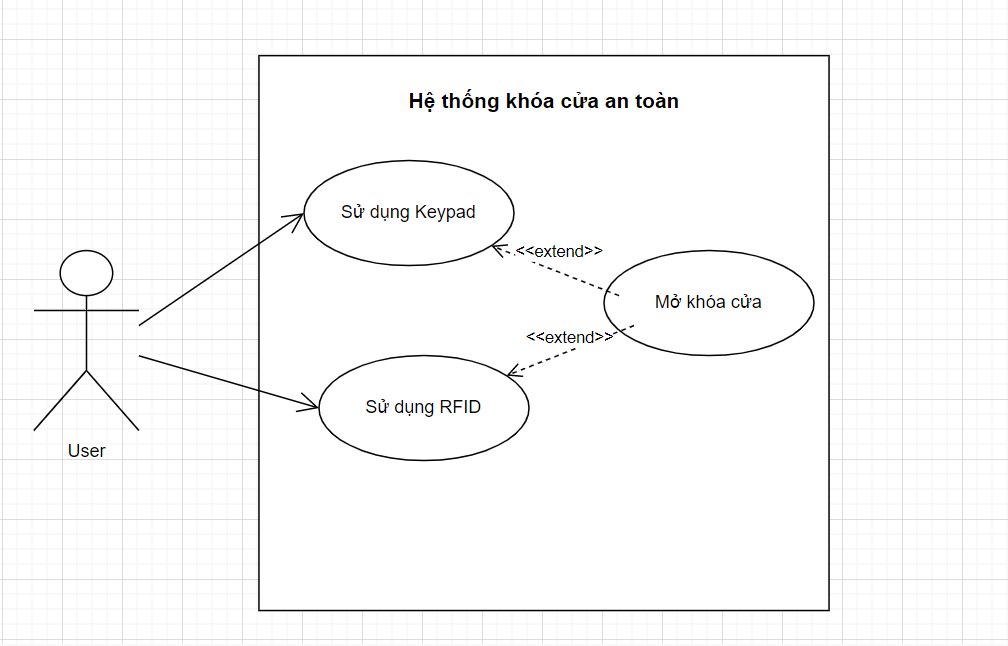 Hệ thống khóa cửa an toàn
Sử dụng Keypad
<<extend>>
Mở khóa cửa
<<extend>>
Sử dụng RFID
User